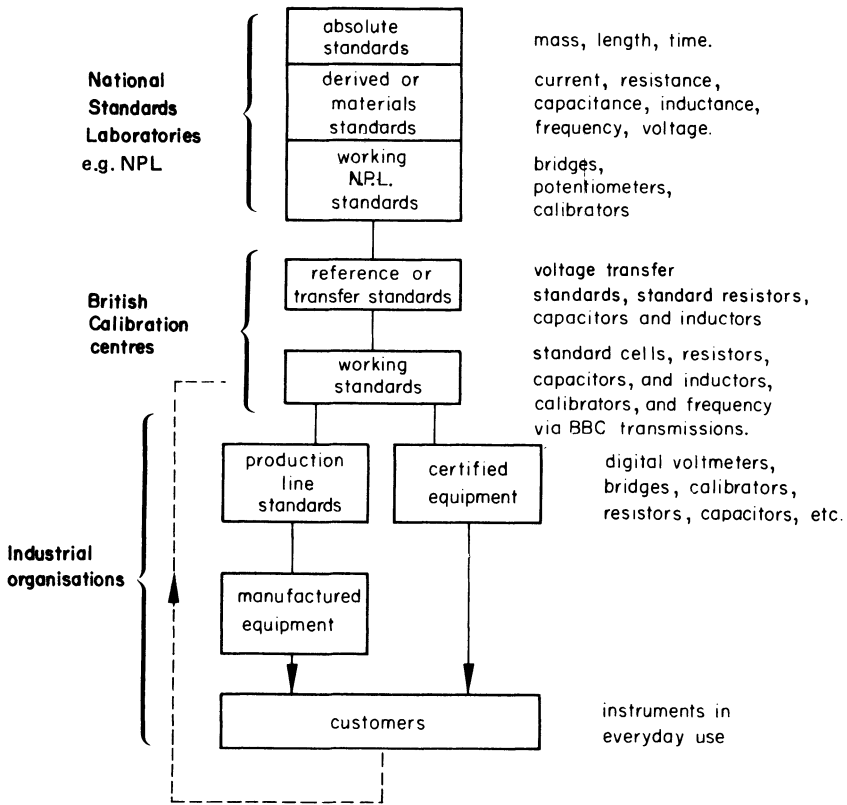 absolute
standards
mass, length, time.
National
Standards
Laboratories
e.g. NPL
derived or
materials
standards
current, resistance,
capacitance, inductance,
frequency, voltage.
working
N.P.L.
standards
bridges,
potentiometers,
calibrators
British
Calibration
centres
reference or
transfer standards
voltage transfer
standards, standard resistors,
capacitors and inductors
working
standards
standard cells, resistors,
capacitors, and inductors,
calibrators, and frequency
via BBC transmissions.
Industrial
organisations
production
line
standards
certified
equipment
digital voltmeters,
bridges, calibrators,
resistors, capacitors, etc.
manufactured
equipment
customers
instruments in
everyday use